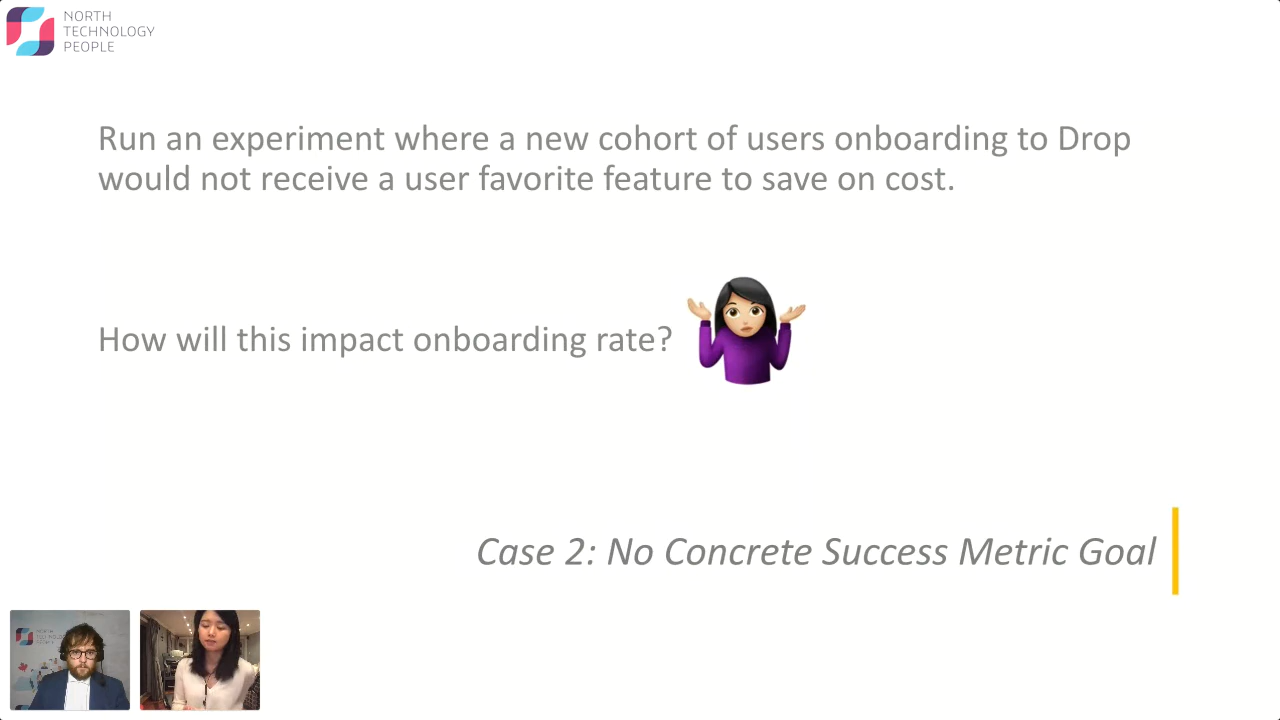 NORTH
TECHNOLOGY
PEOPLE
Run an experiment where a new cohort of users onboarding to Drop
would not receive a user favorite feature to save on cost.
How will this impact onboarding rate?
Case 2: No Concrete Success Metric Goal